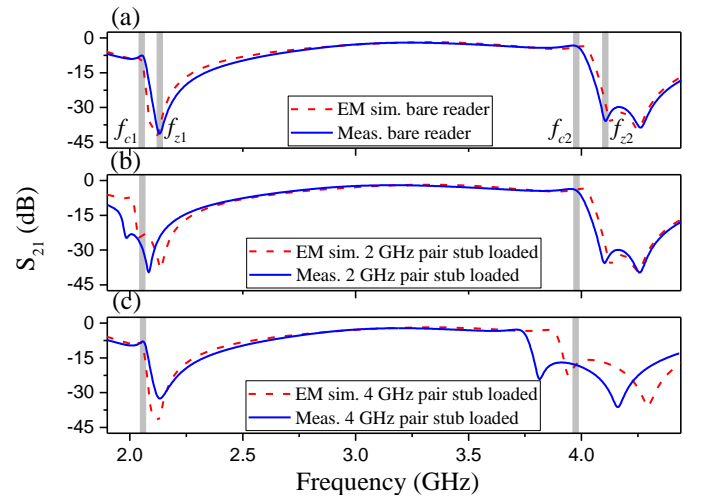 (a)
0
-15
-30
-45
EM sim. bare reader
Meas. bare reader
f_c1
f_z1
f_c2
f_z2
(b)
0
-15
-30
-45
EM sim. 2 GHz pair stub loaded
Meas. 2 GHz pair stub loaded
S_21 (dB)
(c)
0
-15
-30
-45
EM sim. 4 GHz pair stub loaded
Meas. 4 GHz pair stub loaded
2.0 2.5 3.0 3.5 4.0
Frequency (GHz)